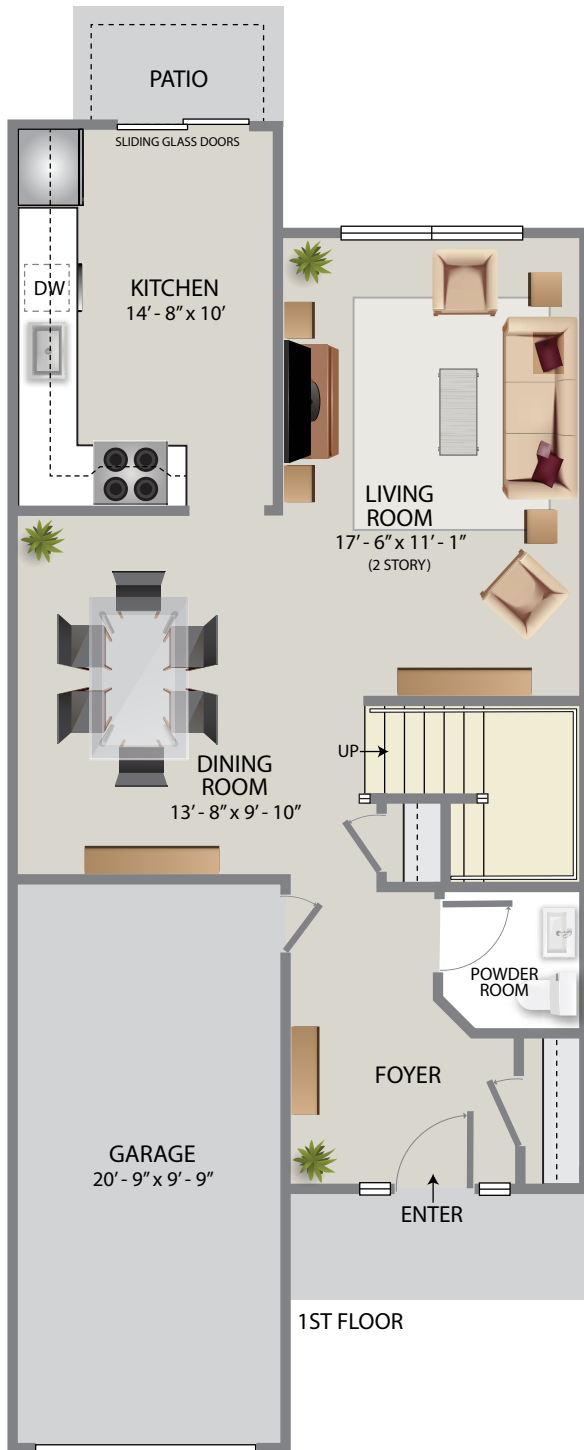 PATIO
SLIDING GLASS DOORS
DW
KITCHEN
14' - 8" x 10'
LIVING
ROOM
17' - 6" x 11' - 1"
(2 STORY)
UP
DINING
ROOM
13' - 8" x 9' - 10"
POWDER
ROOM
FOYER
GARAGE
20' - 9" x 9' - 9"
ENTER
1ST FLOOR